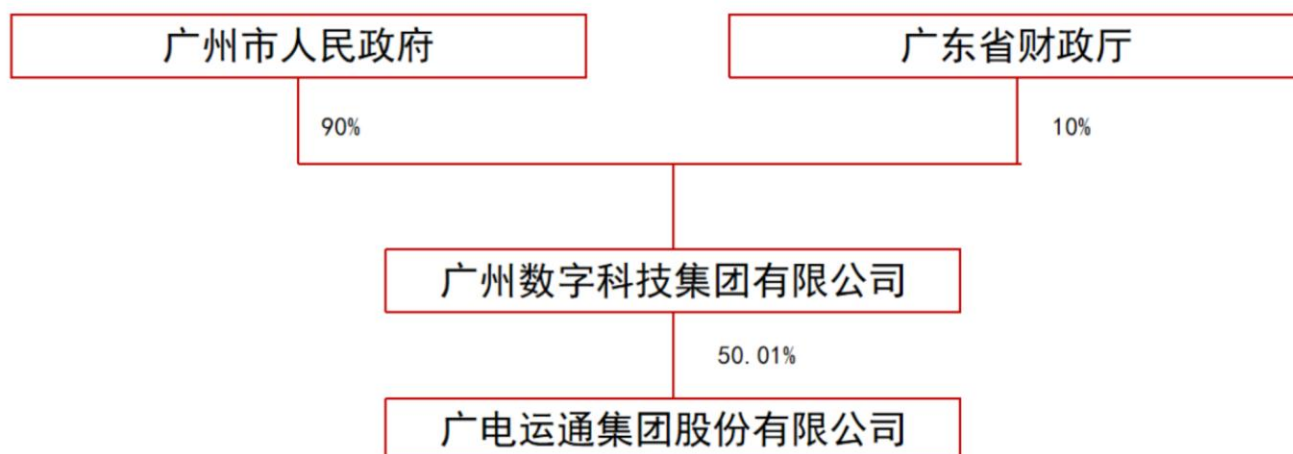 广州市人民政府
广东省财政厅
90%
10%
广州数字科技集团有限公司
50.01%
广电运通集团股份有限公司